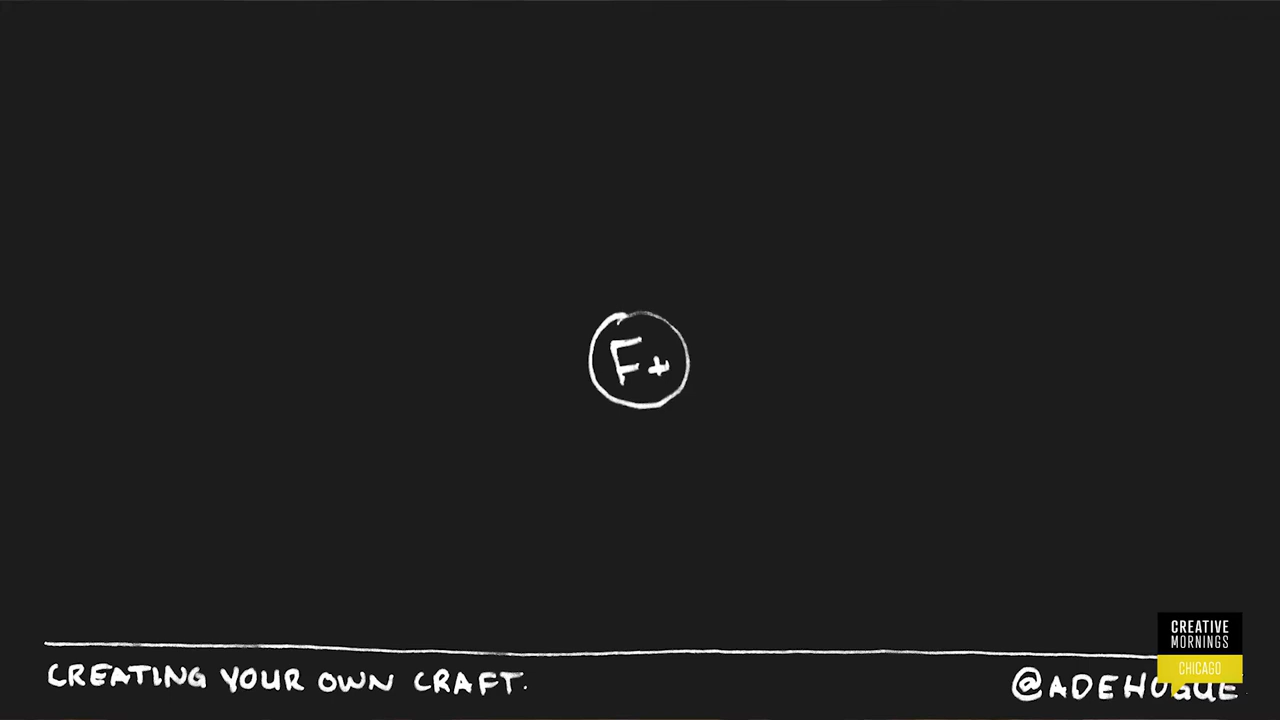 F+
CREATIVE
MORNINGS
CHICAGO
CREATING YOUR OWN CRAFT.
@ADEHOGUE